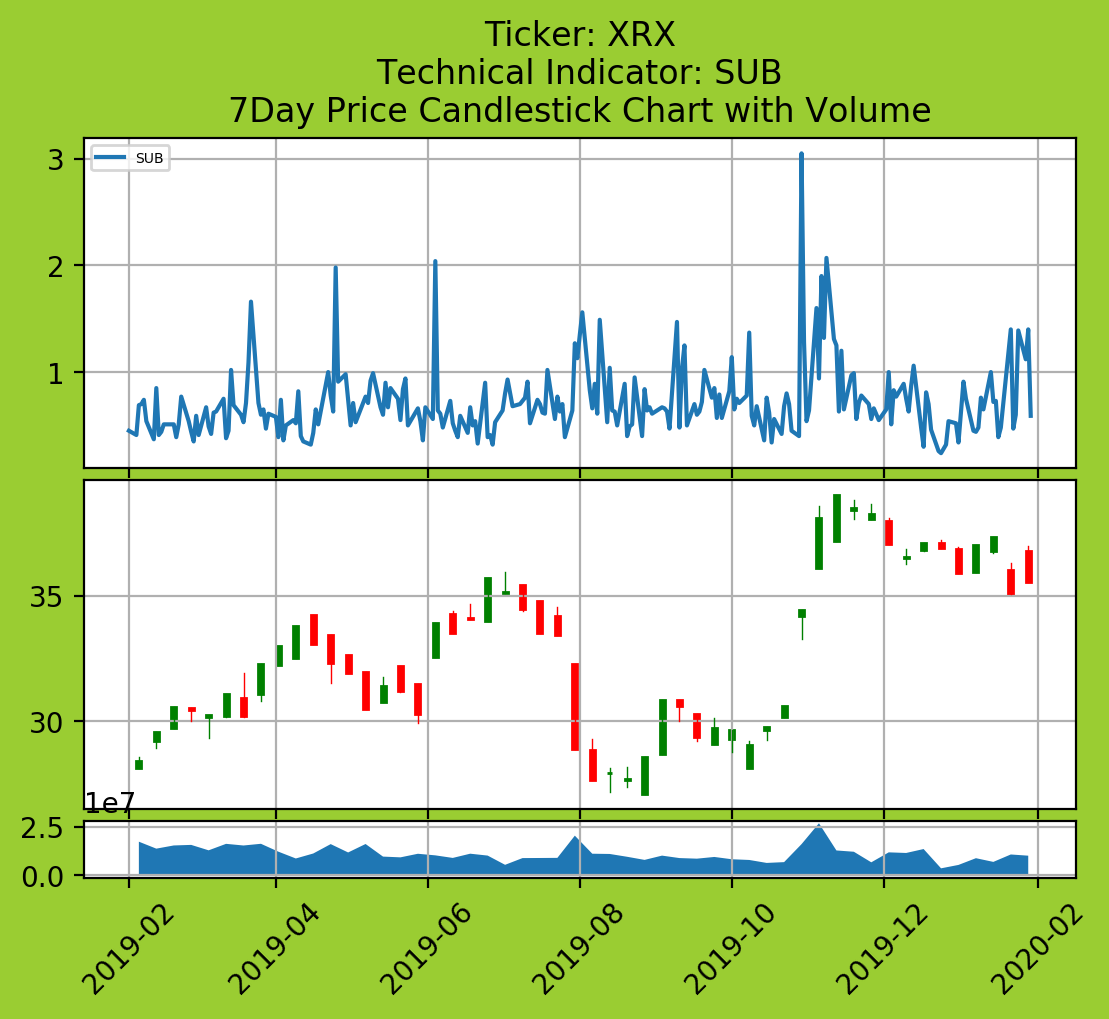 Ticker: XRX
Technical Indicator: SUB
7Day Price Candlestick Chart with Volume
SUB
3
2
1
35
30
1e7
2.5
0.0
2019-02
2019-04
2019-06
2019-08
2019-10
2019-12
2020-02